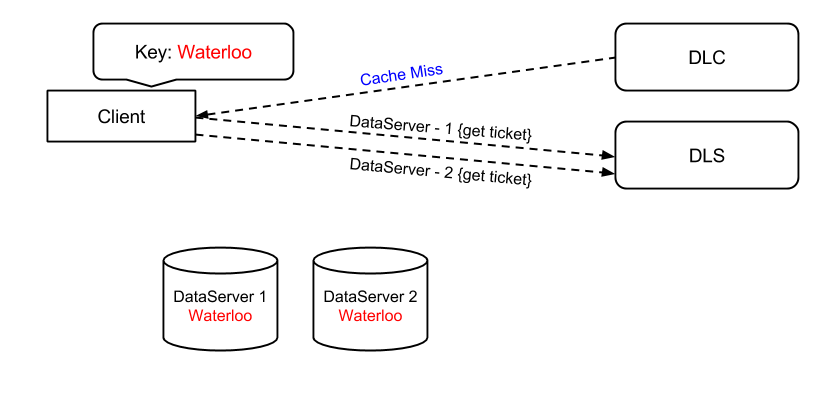 Key: Waterloo
DLC
Cache Miss
Client
DataServer - 1 {get ticket}
DLS
DataServer - 2 {get ticket}
DataServer 1
Waterloo
DataServer 2
Waterloo